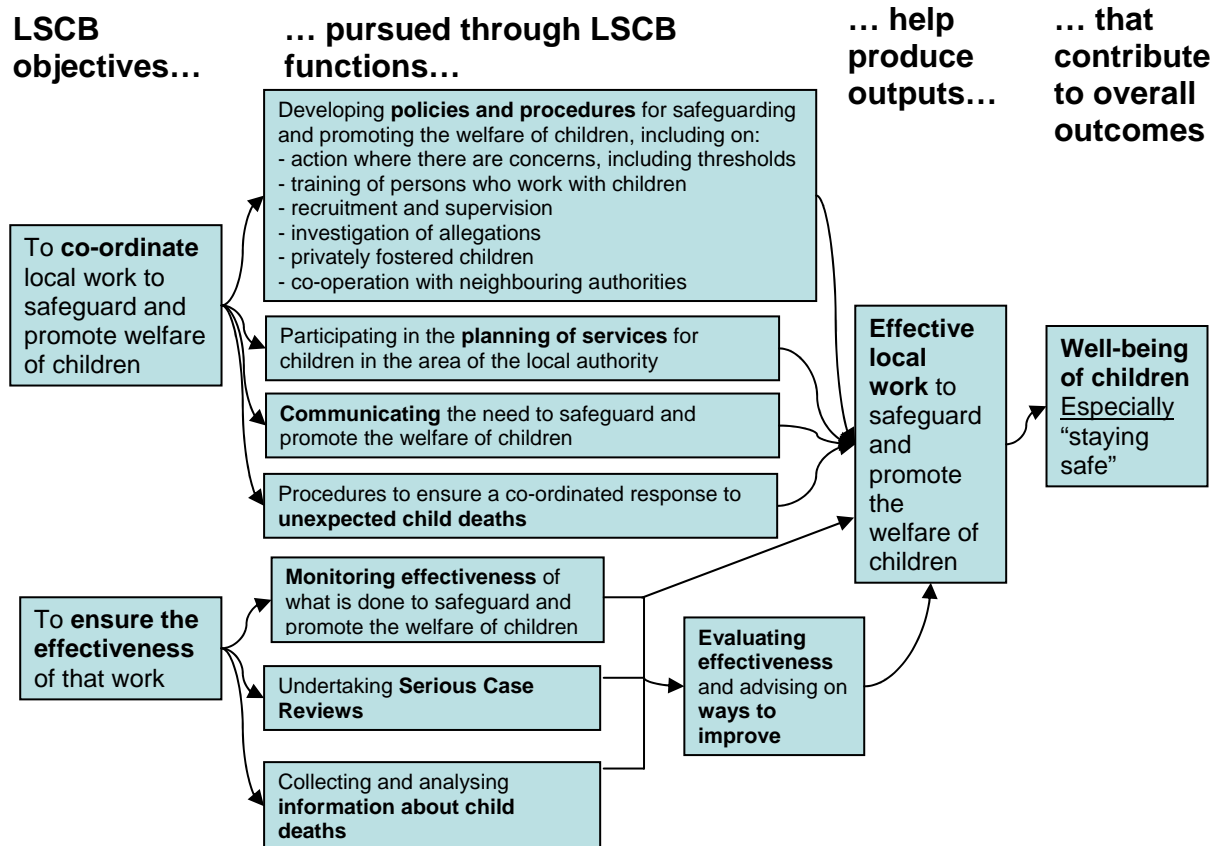 LSCB
objectives…
… pursued through LSCB
functions…
… help
produce
outputs…
… that
contribute
to overall
outcomes
To co-ordinate
local work to
safeguard and
promote welfare
of children
Developing policies and procedures for safeguarding
and promoting the welfare of children, including on:
- action where there are concerns, including thresholds
- training of persons who work with children
- recruitment and supervision
- investigation of allegations
- privately fostered children
- co-operation with neighbouring authorities
Participating in the planning of services for
children in the area of the local authority
Communicating the need to safeguard and
promote the welfare of children
Procedures to ensure a co-ordinated response to
unexpected child deaths
To ensure the
effectiveness
of that work
Monitoring effectiveness of
what is done to safeguard and
promote the welfare of children
Undertaking Serious Case
Reviews
Collecting and analysing
information about child
deaths
Evaluating
effectiveness
and advising on
ways to
improve
Effective
local
work to
safeguard
and
promote
the
welfare of
children
Well-being
of children
Especially
“staying
safe”